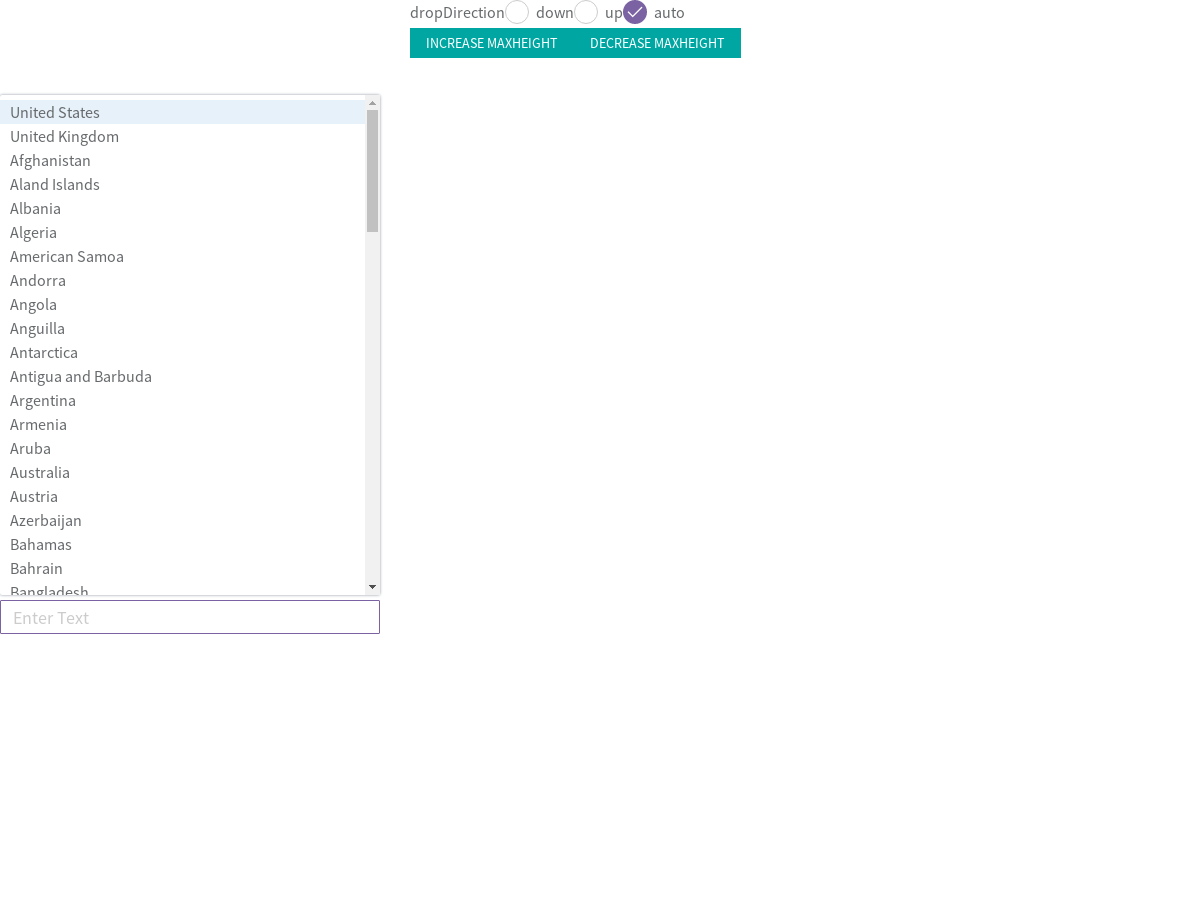 dropDirection down up auto
INCREASE MAXHEIGHT DECREASE MAXHEIGHT
United States
United Kingdom
Afghanistan
Aland Islands
Albania
Algeria
American Samoa
Andorra
Angola
Anguilla
Antarctica
Antigua and Barbuda
Argentina
Armenia
Aruba
Australia
Austria
Azerbaijan
Bahamas
Bahrain
Bangladesh
Enter Text